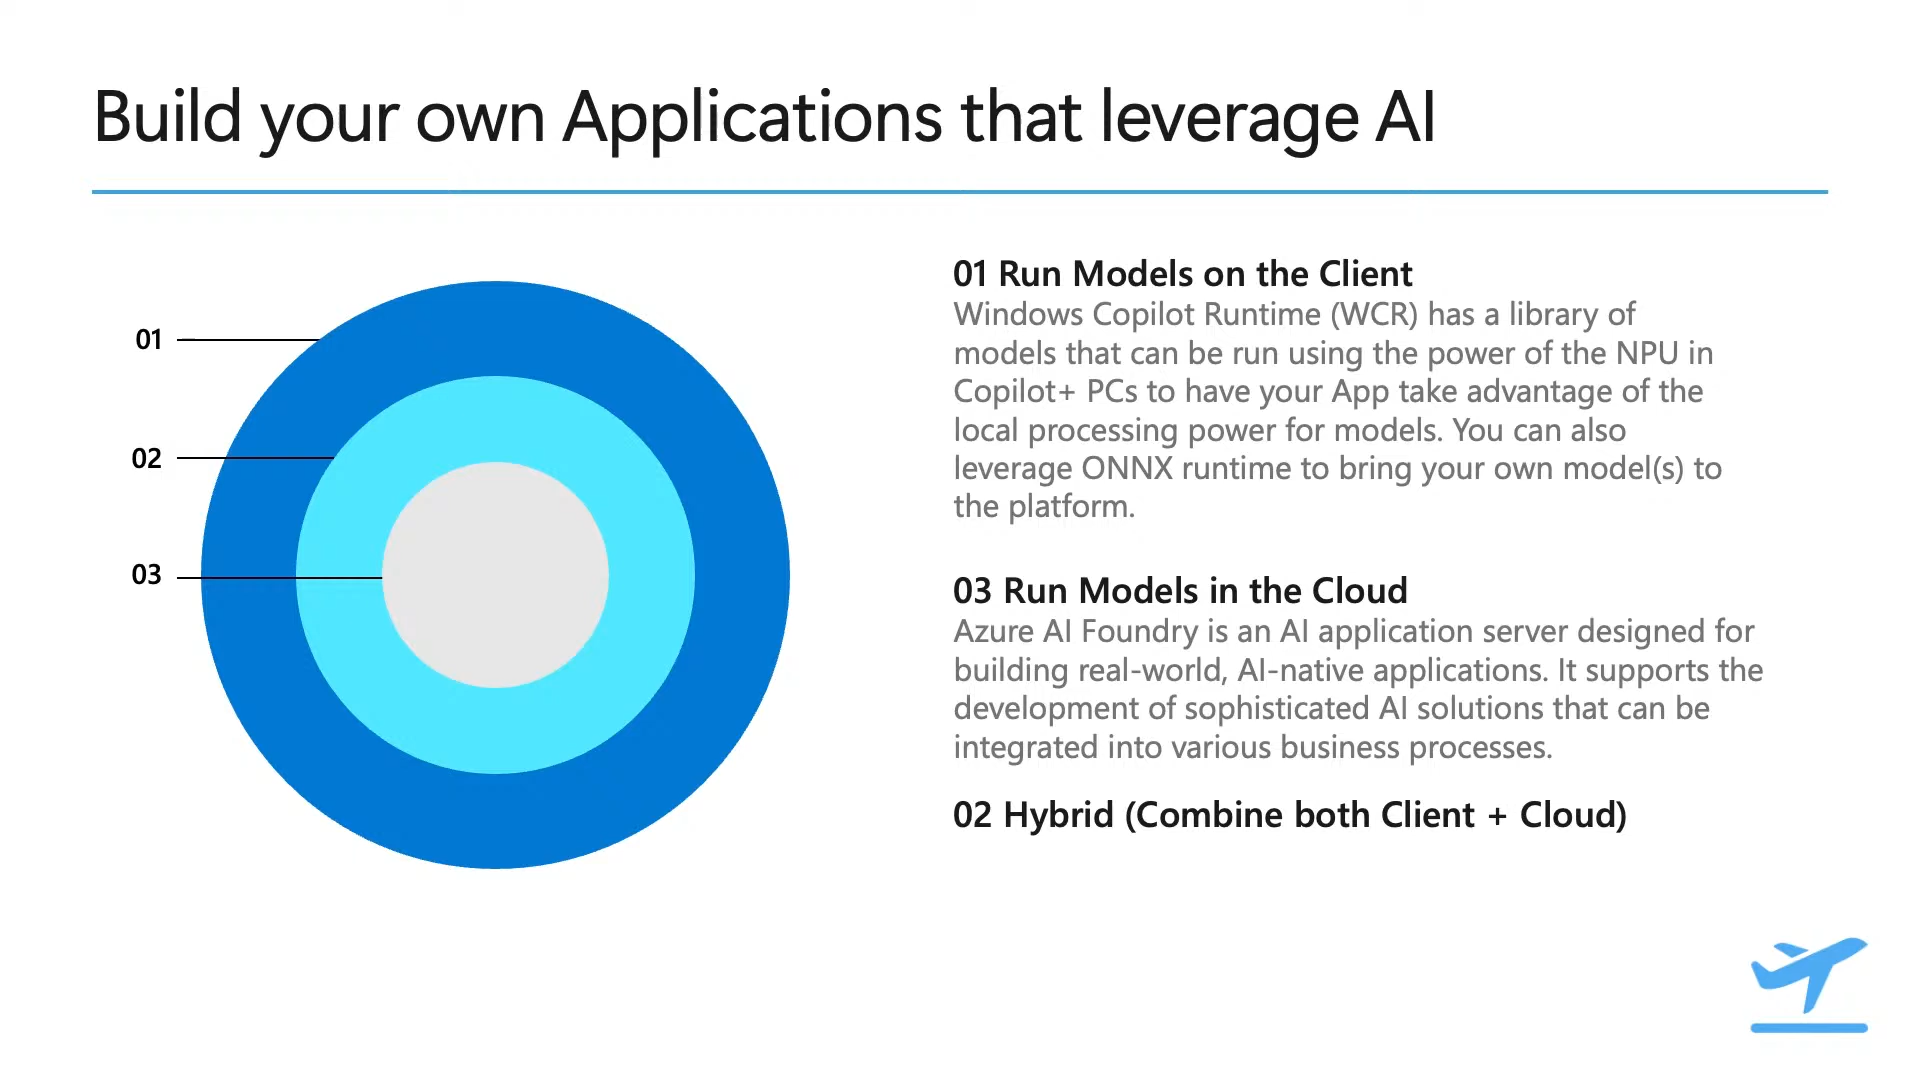 Build your own Applications that leverage AI
01
02
03
01 Run Models on the Client
Windows Copilot Runtime (WCR) has a library of
models that can be run using the power of the NPU in
Copilot+ PCs to have your App take advantage of the
local processing power for models. You can also
leverage ONNX runtime to bring your own model(s) to
the platform.
03 Run Models in the Cloud
Azure AI Foundry is an AI application server designed for
building real-world, AI-native applications. It supports the
development of sophisticated AI solutions that can be
integrated into various business processes.
02 Hybrid (Combine both Client + Cloud)